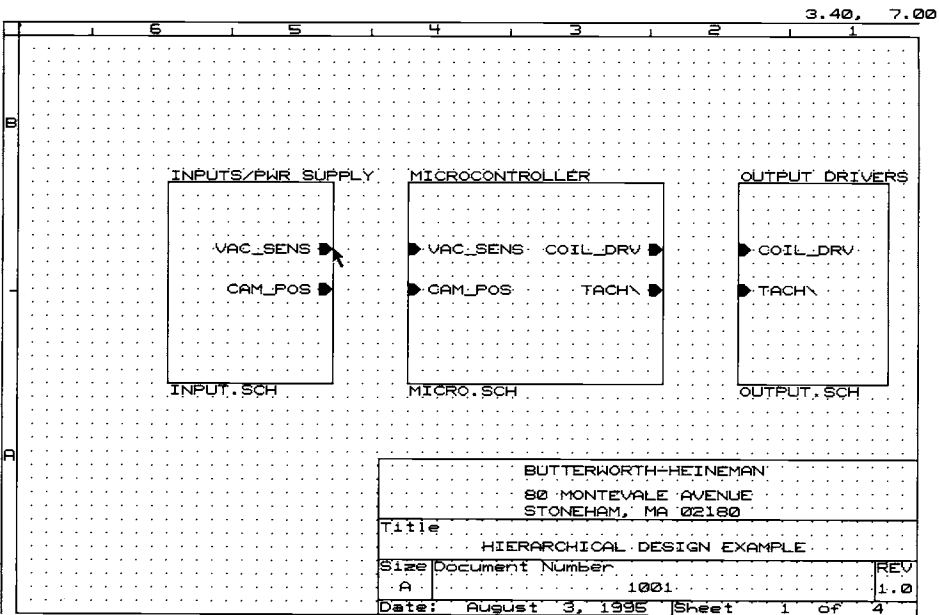 3.40, 7.00
6 5 4 3 2 1
B
INPUTS/PWR SUPPLY MICROCONTROLLER OUTPUT DRIVERS
VAC_SENS VAC_SENS COIL_DRV COIL_DRV
CAM_POS CAM_POS TACH\ TACH\
INPUT.SCH MICRO.SCH OUTPUT.SCH
A
BUTTERWORTH-HEINEMAN
80 MONTEVALE AVENUE
STONEHAM, MA 02180
Title
HIERARCHICAL DESIGN EXAMPLE
Size Document Number REV
A 1001 1.0
Date: August 3, 1995 Sheet 1 of 4